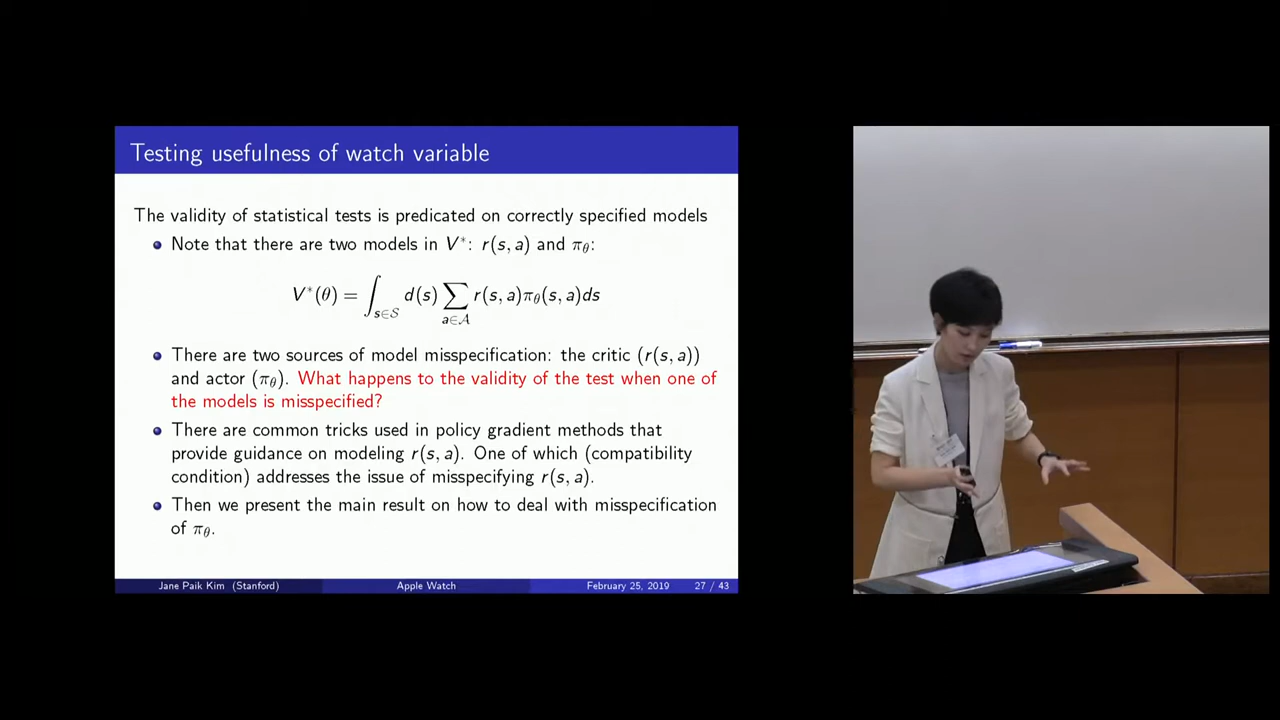 Testing usefulness of watch variable
The validity of statistical tests is predicated on correctly specified models
Note that there are two models in V*: r(s, a) and πθ:
V*(θ) = ∫s∈S d(s) ∑a∈A r(s, a)πθ(s, a)ds
There are two sources of model misspecification: the critic (r(s, a))
and actor (πθ). What happens to the validity of the test when one of
the models is misspecified?
There are common tricks used in policy gradient methods that
provide guidance on modeling r(s, a). One of which (compatibility
condition) addresses the issue of misspecifying r(s, a).
Then we present the main result on how to deal with misspecification
of πθ.
Jane Paik Kim (Stanford) Apple Watch February 25, 2019 27 / 43